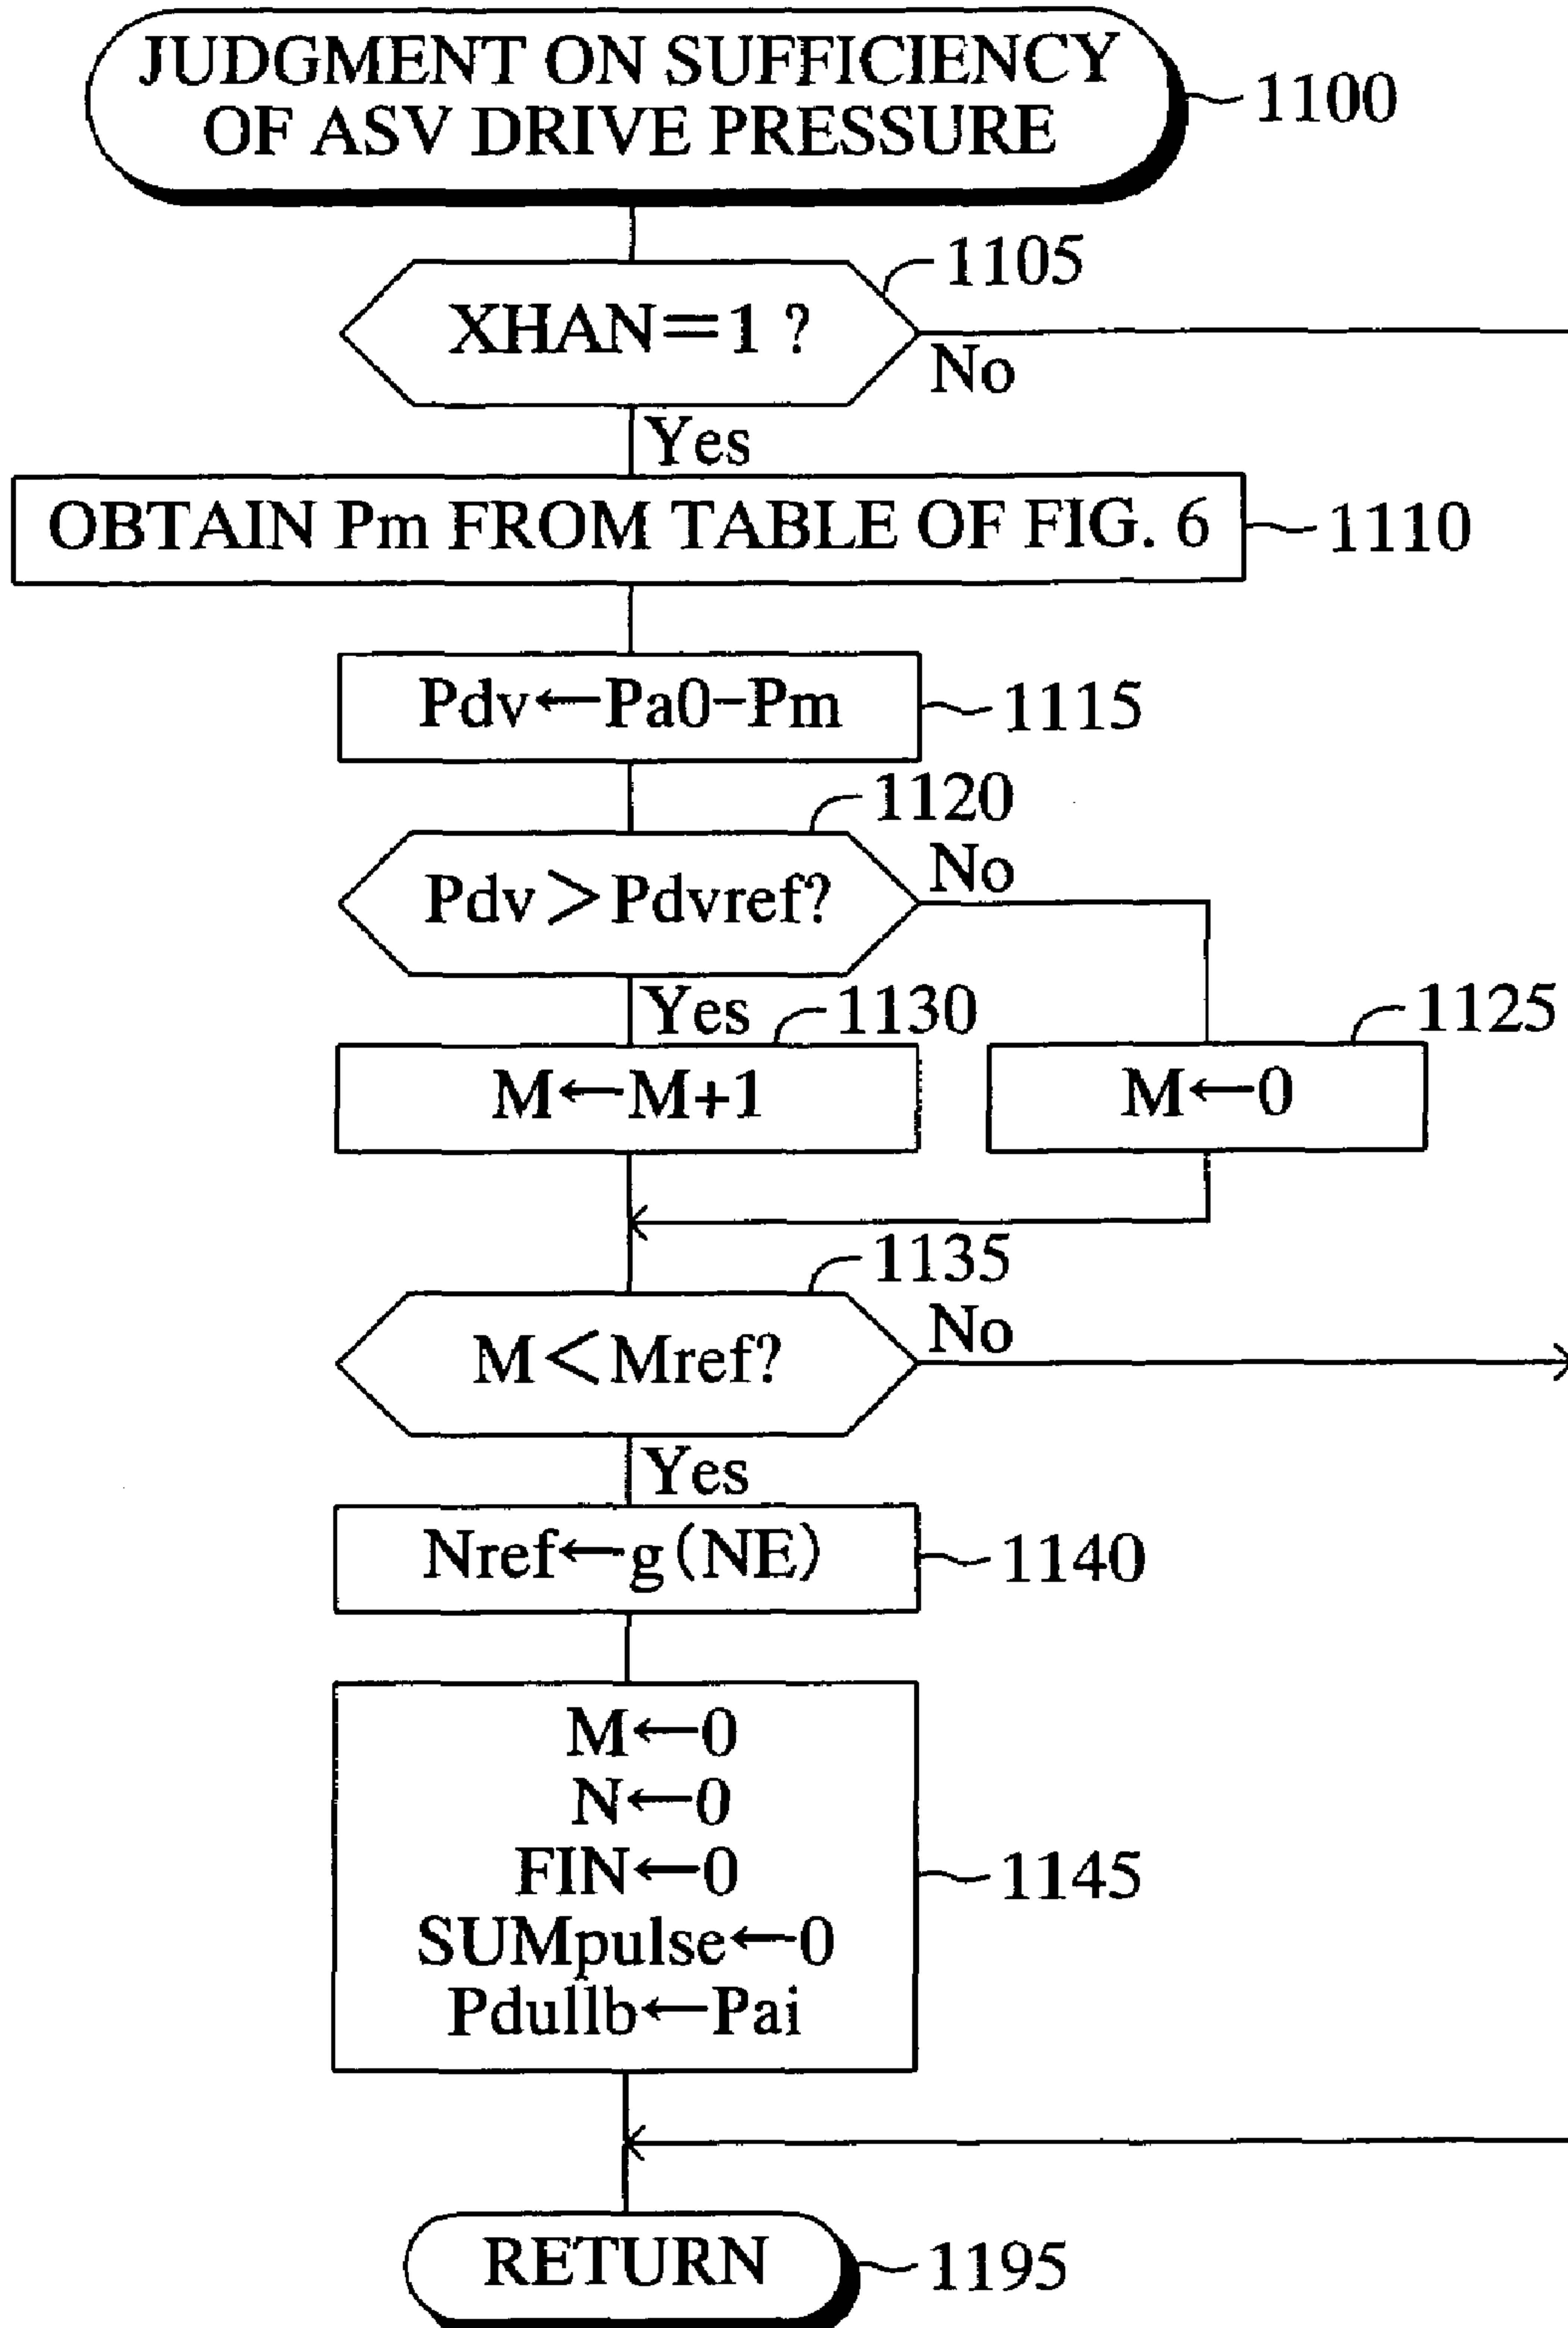 JUDGMENT ON SUFFICIENCY
OF ASV DRIVE PRESSURE
1100
1105
XHAN=1 ?
No
Yes
OBTAIN Pm FROM TABLE OF FIG. 6
1110
Pdv←Pa0-Pm
1115
1120
Pdv>Pdvref?
No
Yes
1130
1125
M←M+1
M←0
1135
M<Mref?
No
Yes
Nref←g(NE)
1140
M←0
N←0
FIN←0
SUMpulse←0
Pdullb←Pai
1145
RETURN
1195